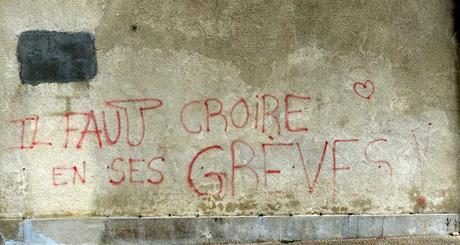 IL FAUT CROIRE
EN SES GRÈVES !